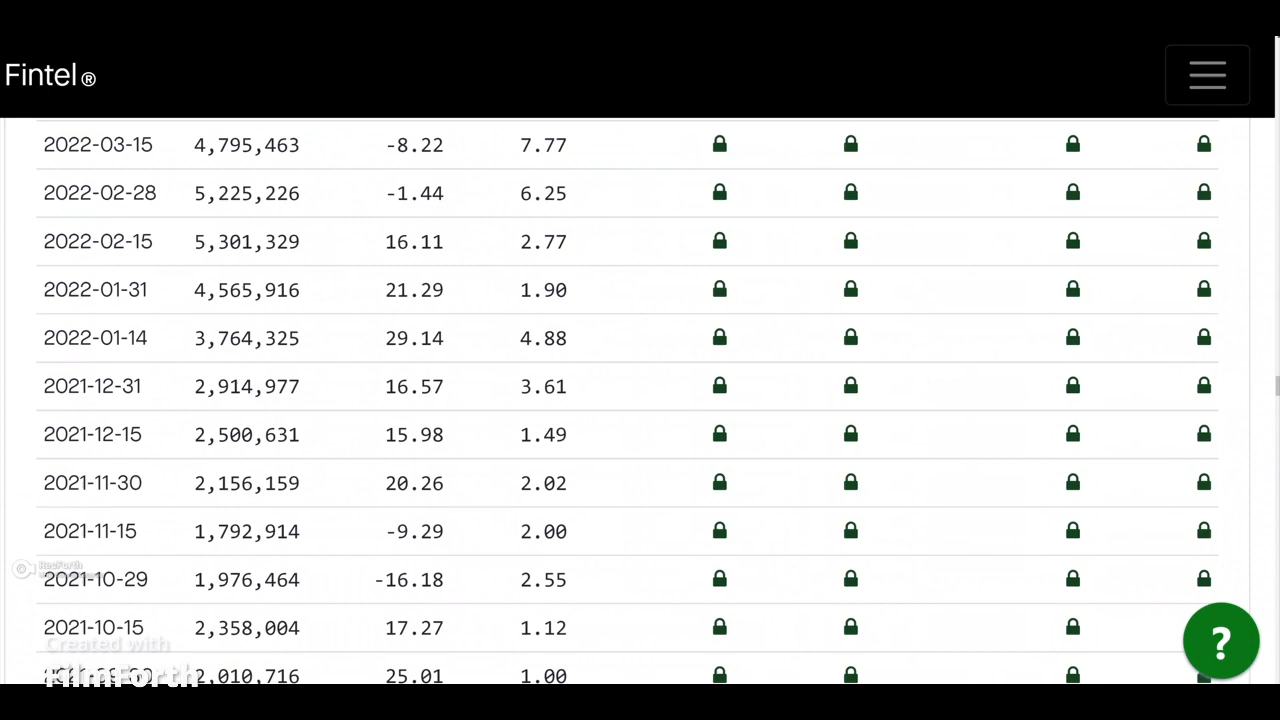 Fintel ®
2022-03-15 4,795,463 -8.22 7.77
2022-02-28 5,225,226 -1.44 6.25
2022-02-15 5,301,329 16.11 2.77
2022-01-31 4,565,916 21.29 1.90
2022-01-14 3,764,325 29.14 4.88
2021-12-31 2,914,977 16.57 3.61
2021-12-15 2,500,631 15.98 1.49
2021-11-30 2,156,159 20.26 2.02
2021-11-15 1,792,914 -9.29 2.00
RecForth
2021-10-29 1,976,464 -16.18 2.55
2021-10-15 2,358,004 17.27 1.12
Created with
FilmForth
2,010,716 25.01 1.00
?